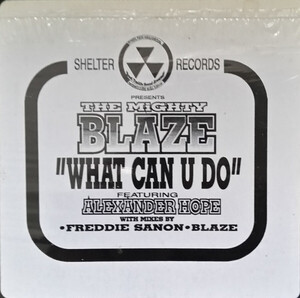 SHELTER RECORDS
PRESENTS
THE MIGHTY
BLAZE
"WHAT CAN U DO"
FEATURING
ALEXANDER HOPE
WITH MIXES BY
•FREDDIE SANON•BLAZE